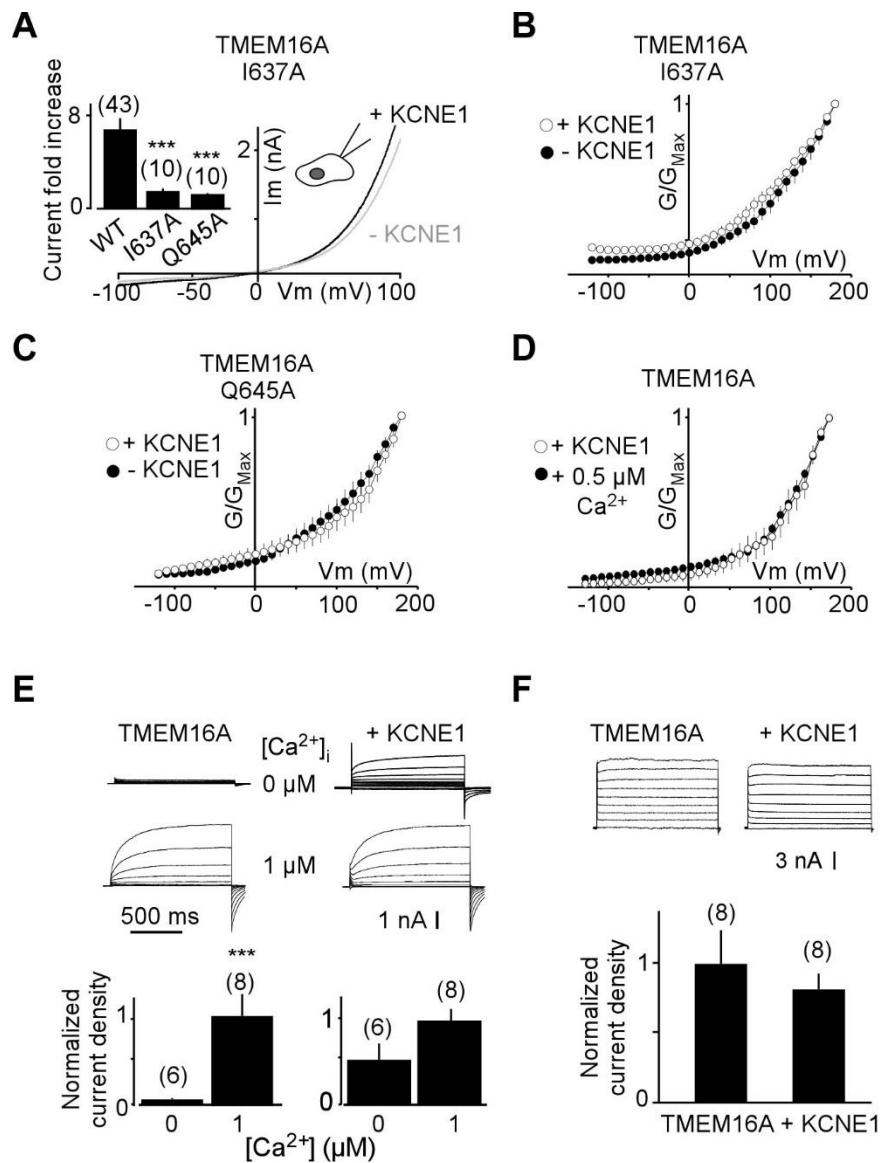 A
TMEM16A
I637A
Current fold increase
8
0
(43)
***
(10)
***
(10)
WT
I637A
Q645A
Im (nA)
2
+ KCNE1
- KCNE1
-100
-50
0
Vm (mV)
100
B
TMEM16A
I637A
+ KCNE1
- KCNE1
G/GMax
1
Vm (mV)
-100
0
100
200
C
TMEM16A
Q645A
+ KCNE1
- KCNE1
G/GMax
1
Vm (mV)
-100
0
100
200
D
TMEM16A
+ KCNE1
+ 0.5 µM
Ca2+
G/GMax
1
Vm (mV)
-100
0
100
200
E
TMEM16A
[Ca2+]i
+ KCNE1
0 µM
1 µM
500 ms
1 nA
Normalized
current density
1
0
(6)
***
(8)
0
1
1
0
(6)
(8)
0
1
[Ca2+] (µM)
F
TMEM16A
+ KCNE1
3 nA
Normalized
current density
1
0
(8)
(8)
TMEM16A + KCNE1